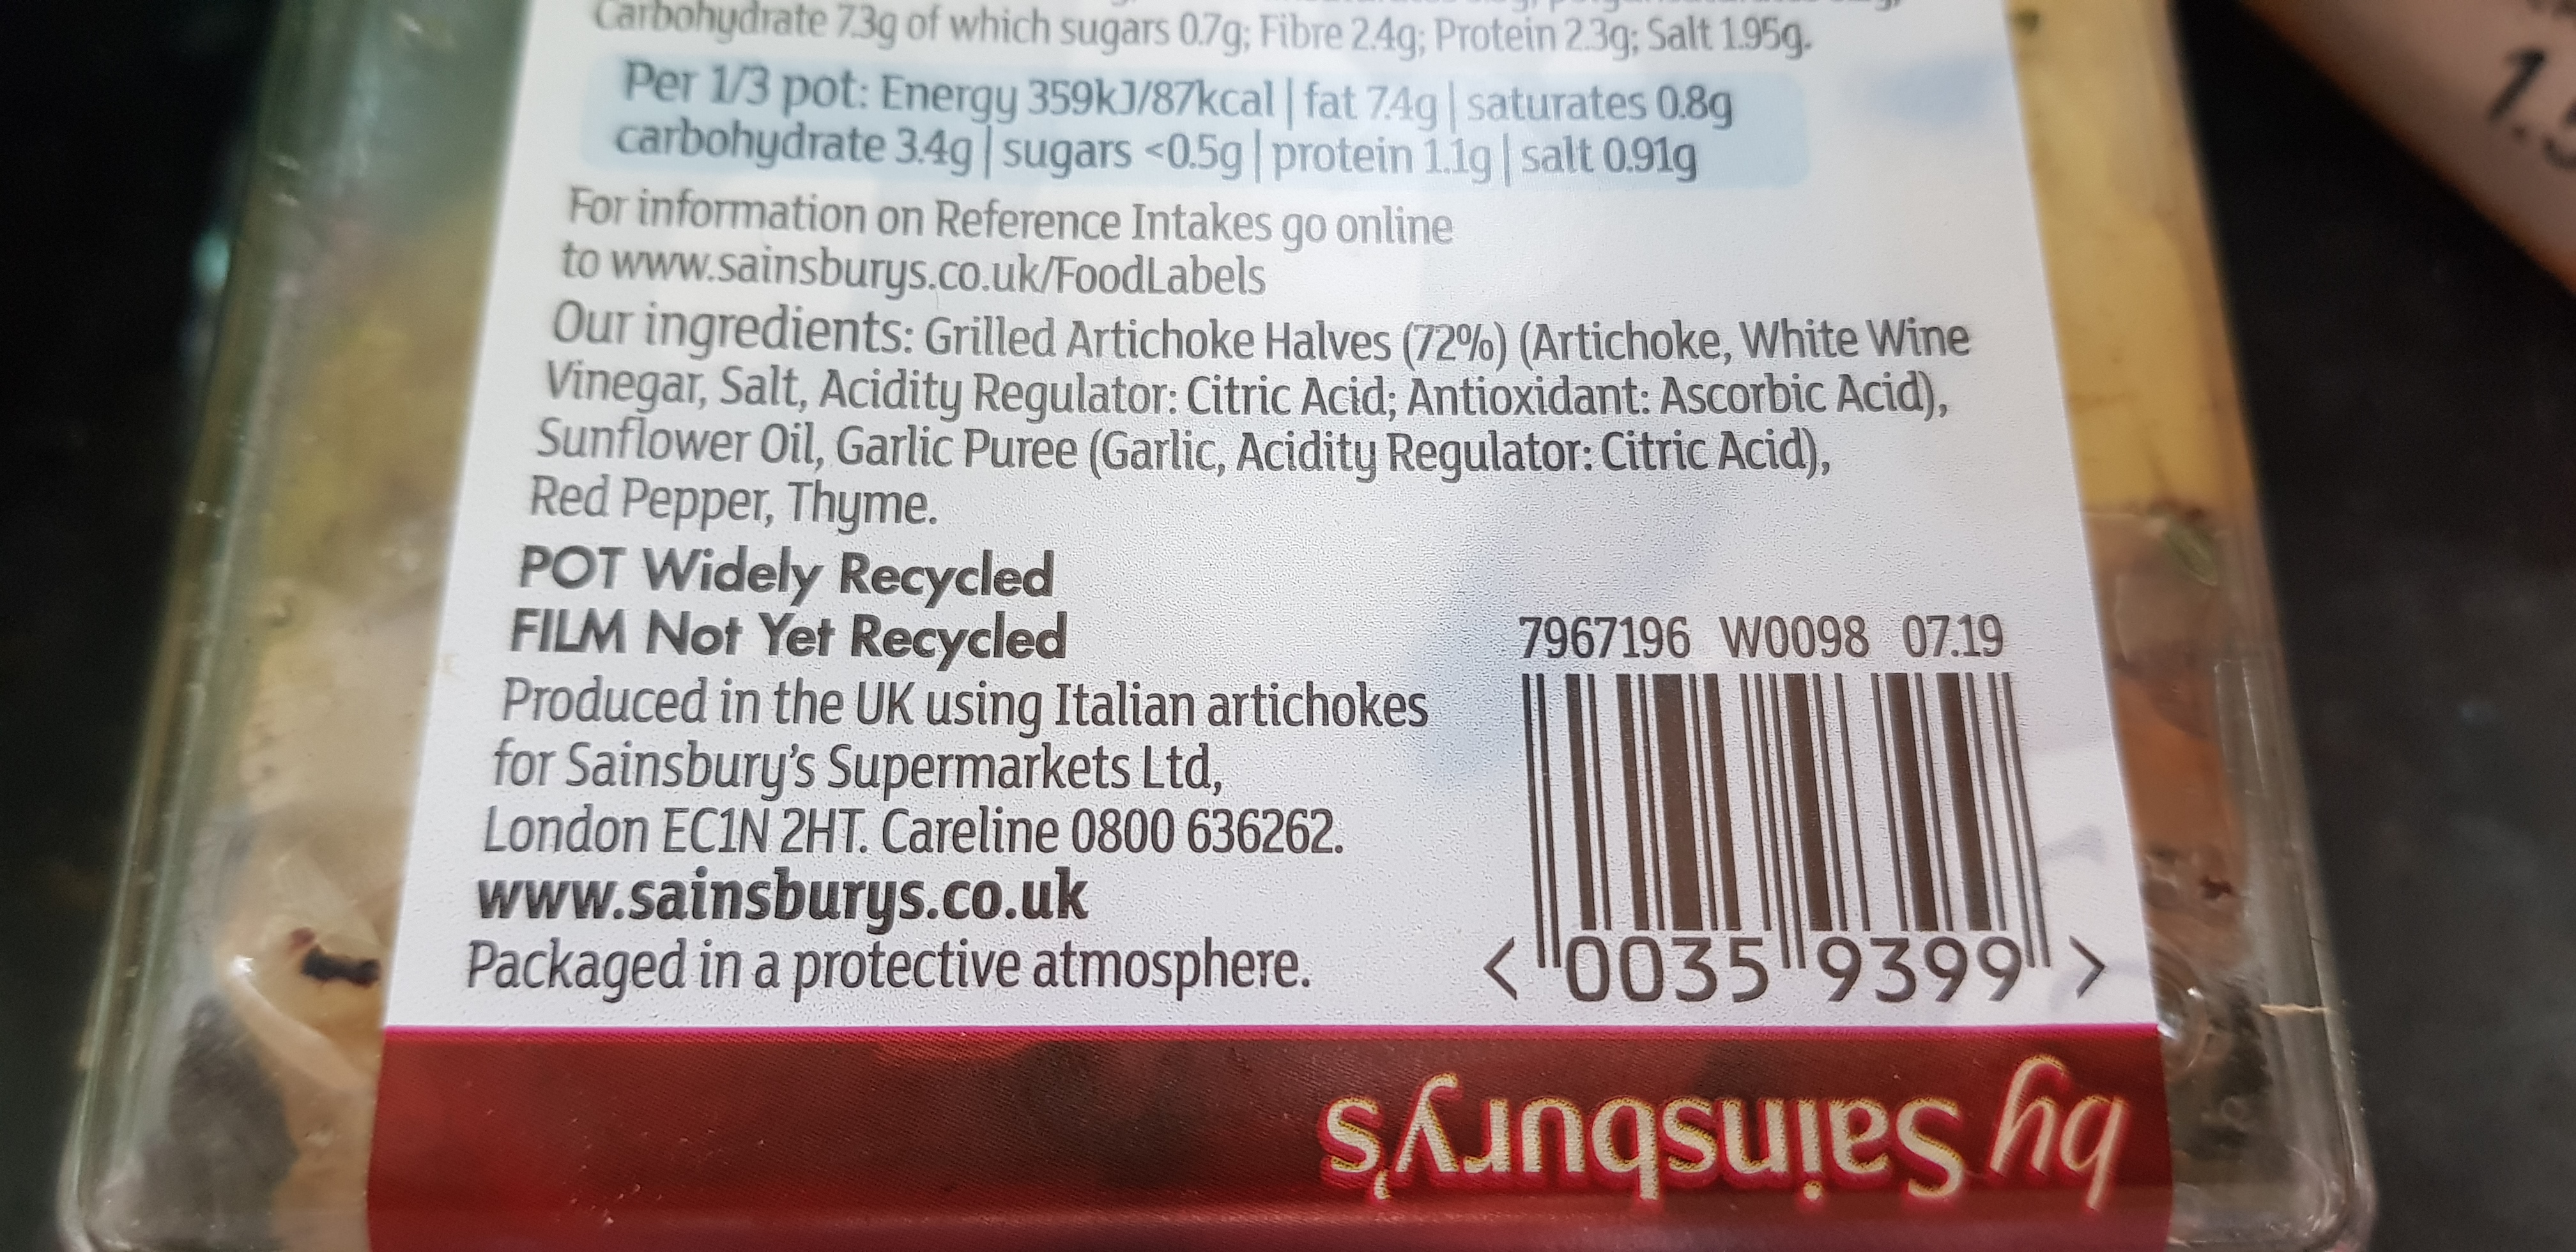 Carbohydrate 7.3g of which sugars 0.7g; Fibre 2.4g; Protein 2.3g; Salt 1.95g.
Per 1/3 pot: Energy 359kJ/87kcal | fat 7.4g | saturates 0.8g
carbohydrate 3.4g | sugars <0.5g | protein 1.1g | salt 0.91g
For information on Reference Intakes go online
to www.sainsburys.co.uk/FoodLabels
Our ingredients: Grilled Artichoke Halves (72%) (Artichoke, White Wine
Vinegar, Salt, Acidity Regulator: Citric Acid; Antioxidant: Ascorbic Acid),
Sunflower Oil, Garlic Puree (Garlic, Acidity Regulator: Citric Acid),
Red Pepper, Thyme.
POT Widely Recycled
FILM Not Yet Recycled
Produced in the UK using Italian artichokes
for Sainsbury's Supermarkets Ltd,
London EC1N 2HT. Careline 0800 636262.
www.sainsburys.co.uk
Packaged in a protective atmosphere.
7967196 W0098 07.19
< 0035 9399 >
by Sainsbury's